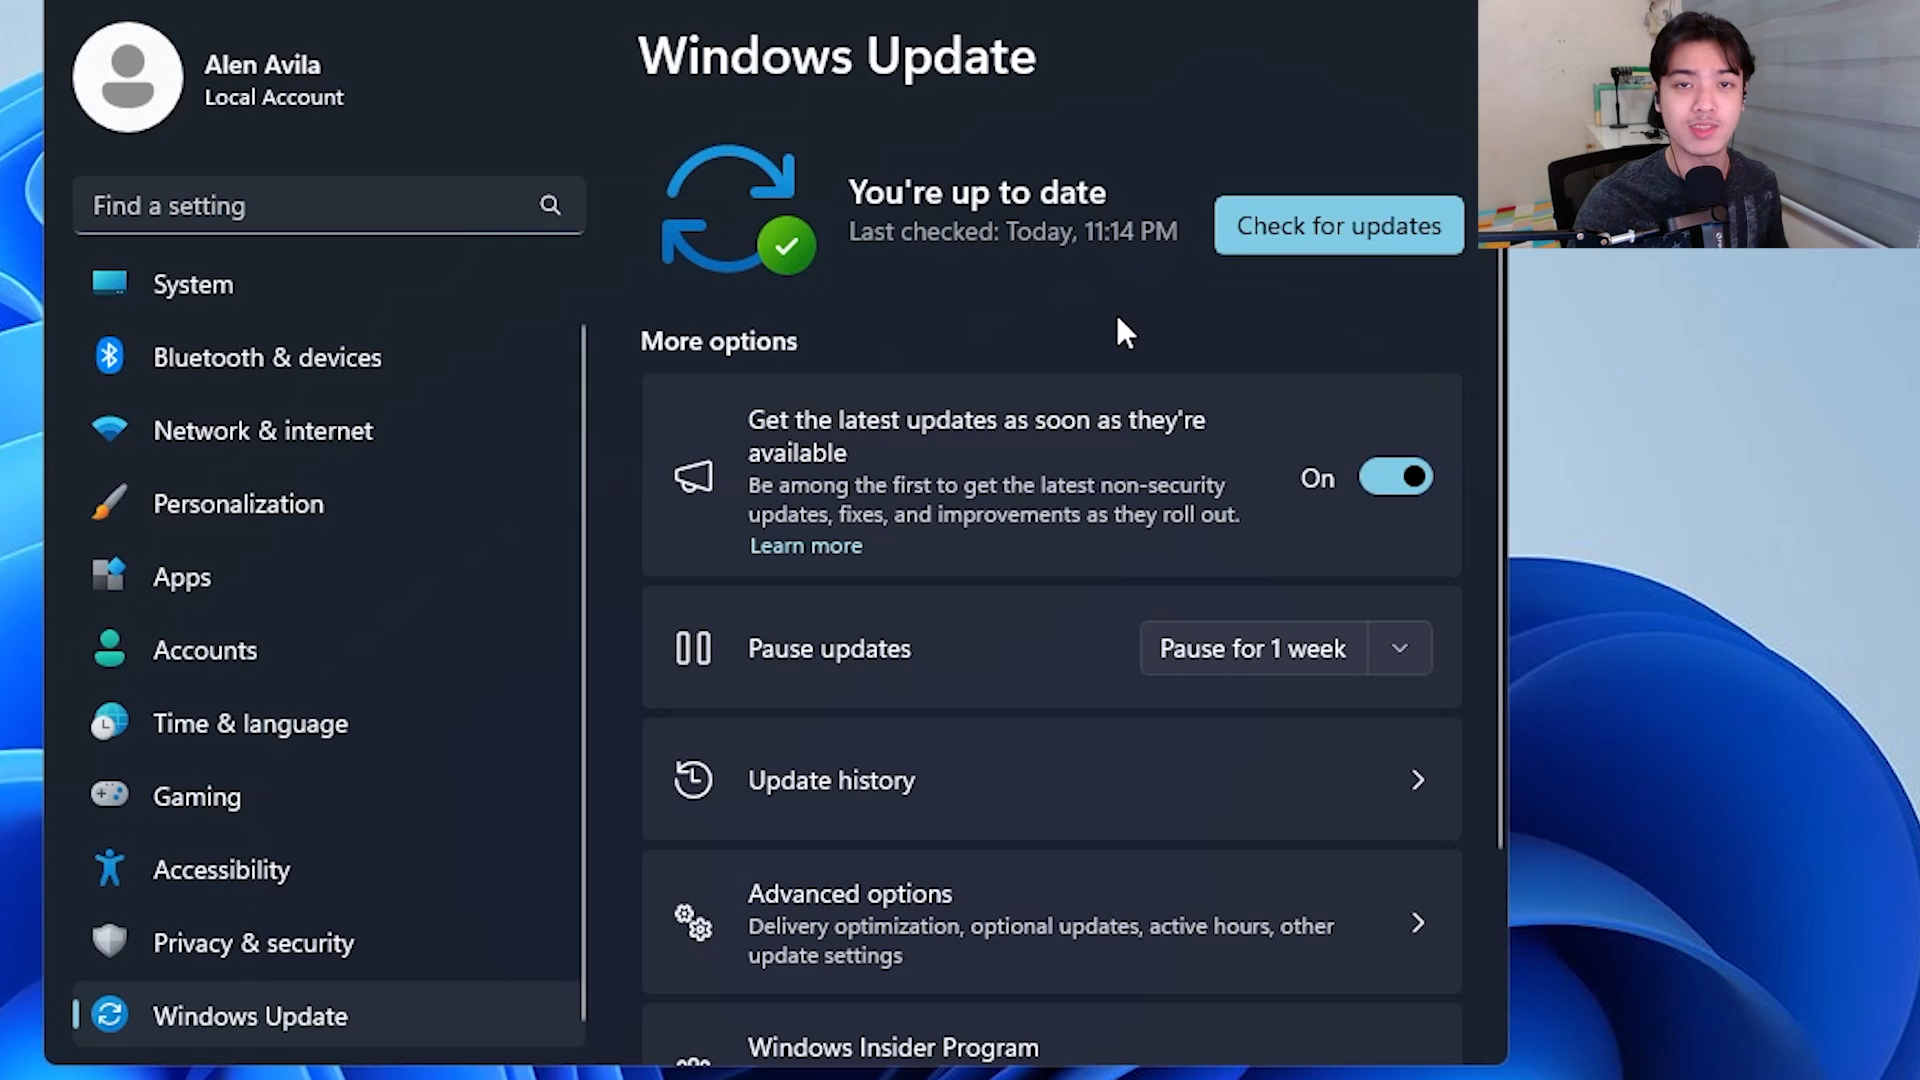 Alen Avila
Local Account
Find a setting
System
Bluetooth & devices
Network & internet
Personalization
Apps
Accounts
Time & language
Gaming
Accessibility
Privacy & security
Windows Update
Windows Update
You're up to date
Last checked: Today, 11:14 PM
Check for updates
More options
Get the latest updates as soon as they're
available
Be among the first to get the latest non-security
updates, fixes, and improvements as they roll out.
Learn more
On
Pause updates
Pause for 1 week
Update history
Advanced options
Delivery optimization, optional updates, active hours, other
update settings
Windows Insider Program